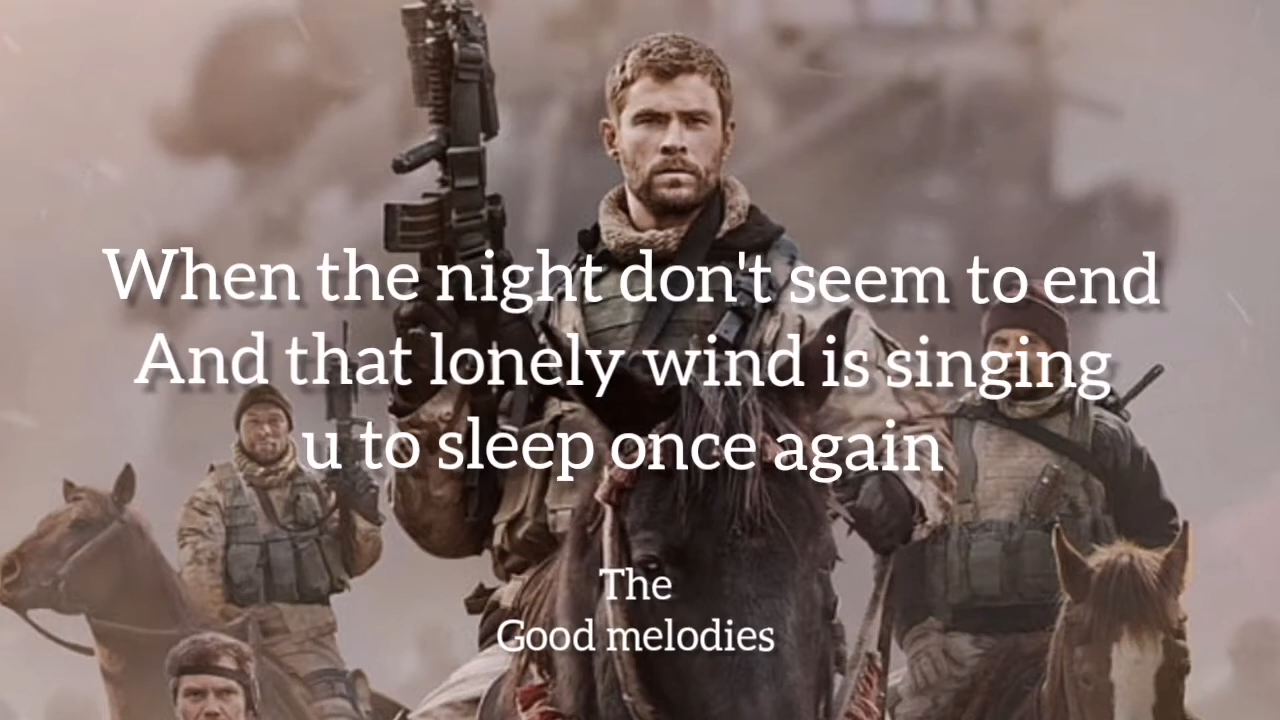 When the night don't seem to end
And that lonely wind is singing
u to sleep once again
The
Good melodies